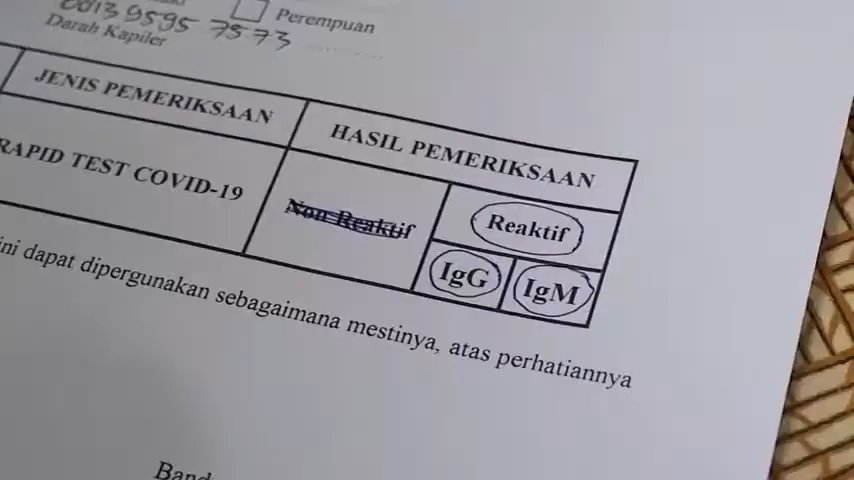 0013 9595 7573
Perempuan
Darah Kapiler
JENIS PEMERIKSAAN
HASIL PEMERIKSAAN
RAPID TEST COVID-19
Non Reaktif
Reaktif
IgG
IgM
ini dapat dipergunakan sebagaimana mestinya, atas perhatiannya
Band